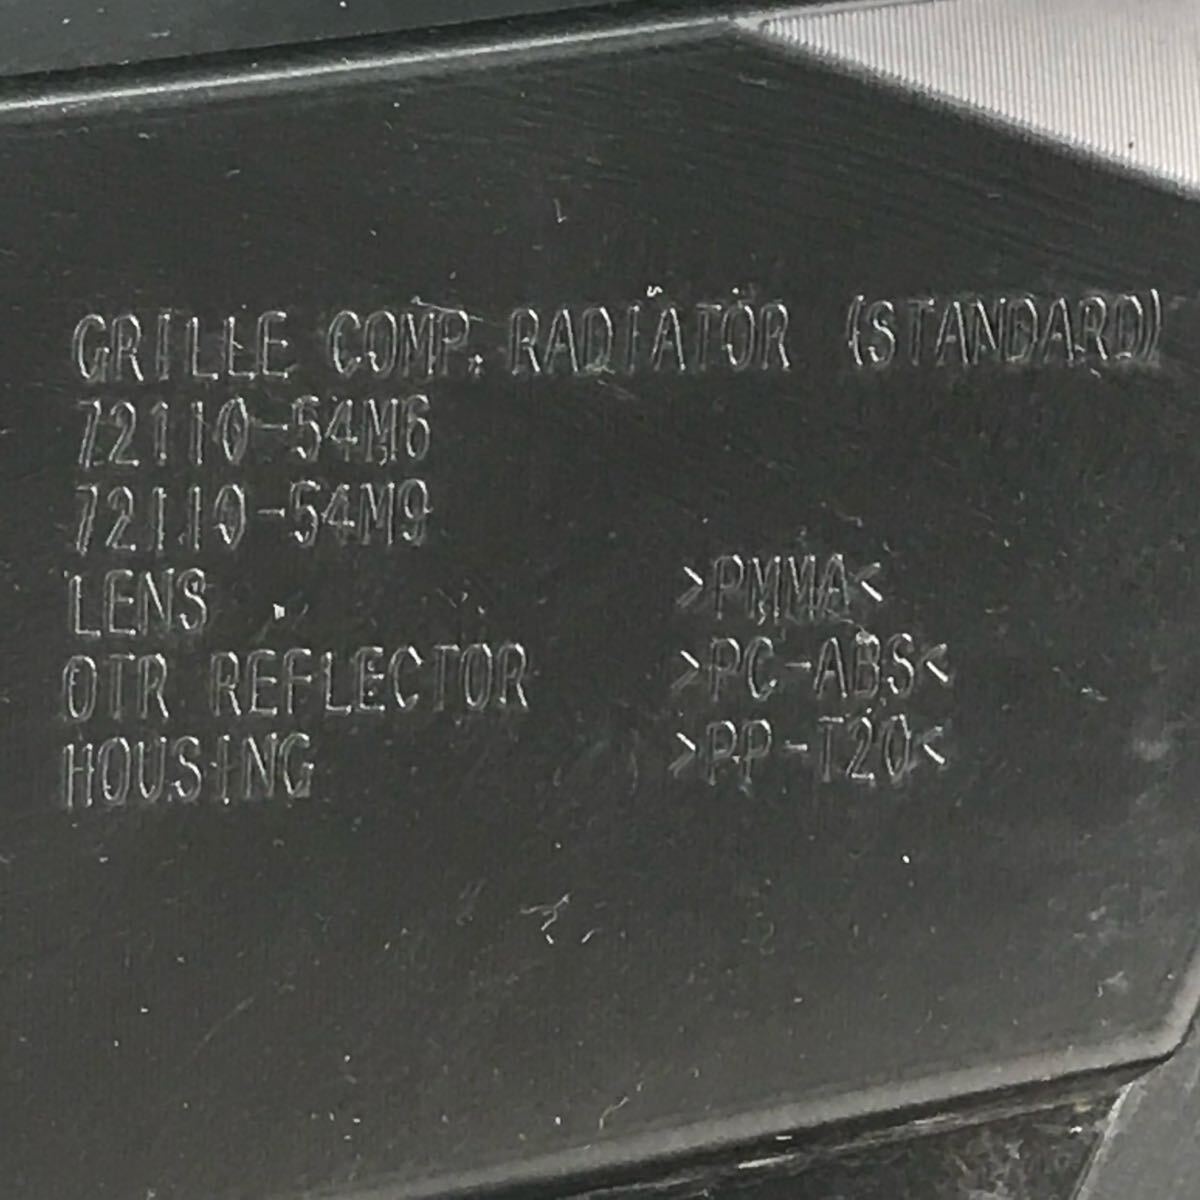 GRILLE COMP. RADIATOR (STANDARD)
72110-54M6
72110-54M9
LENS >PMMA<
OTR REFLECTOR >PC-ABS<
HOUSING >PP-T20<